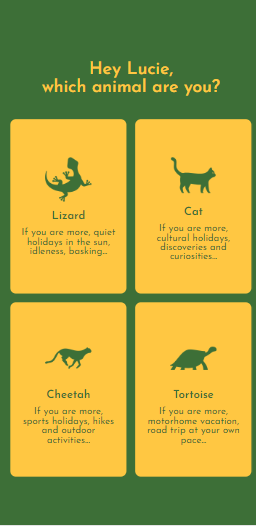 Hey Lucie,
which animal are you?
Lizard
If you are more, quiet
holidays in the sun,
idleness, basking...
Cat
If you are more,
cultural holidays,
discoveries and
curiosities...
Cheetah
If you are more,
sports holidays, hikes
and outdoor
activities...
Tortoise
If you are more,
motorhome vacation,
road trip at your own
pace...